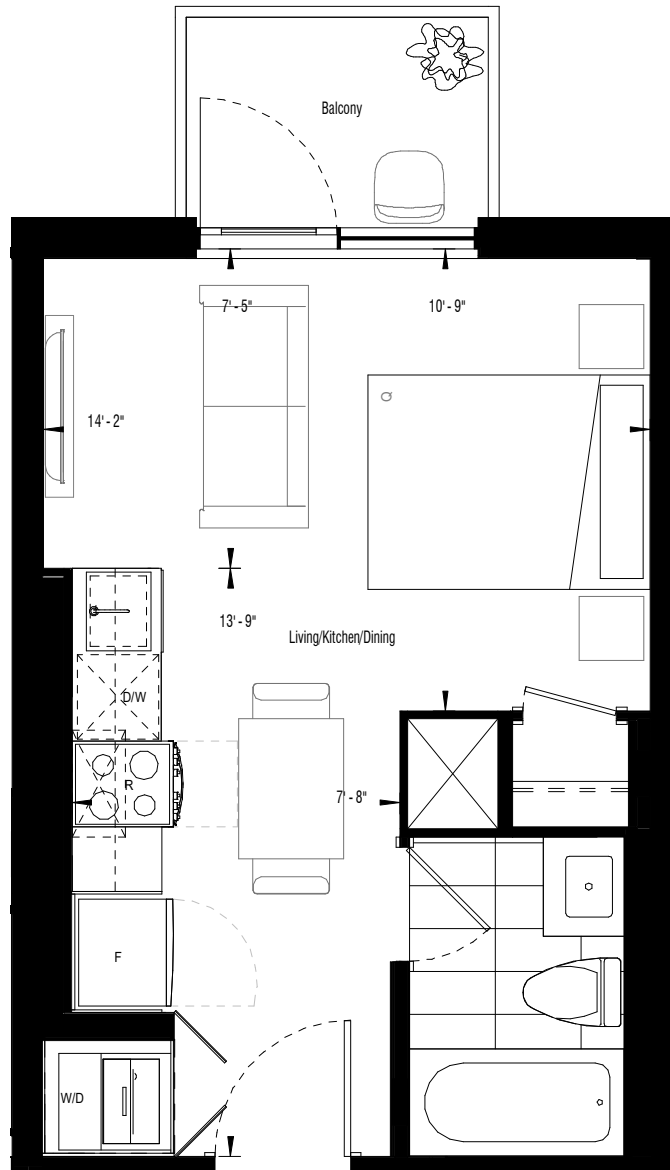 Balcony
7'-5"
10'-9"
14'-2"
Q
13'-9"
Living/Kitchen/Dining
D/W
R
7'-8"
F
W/D